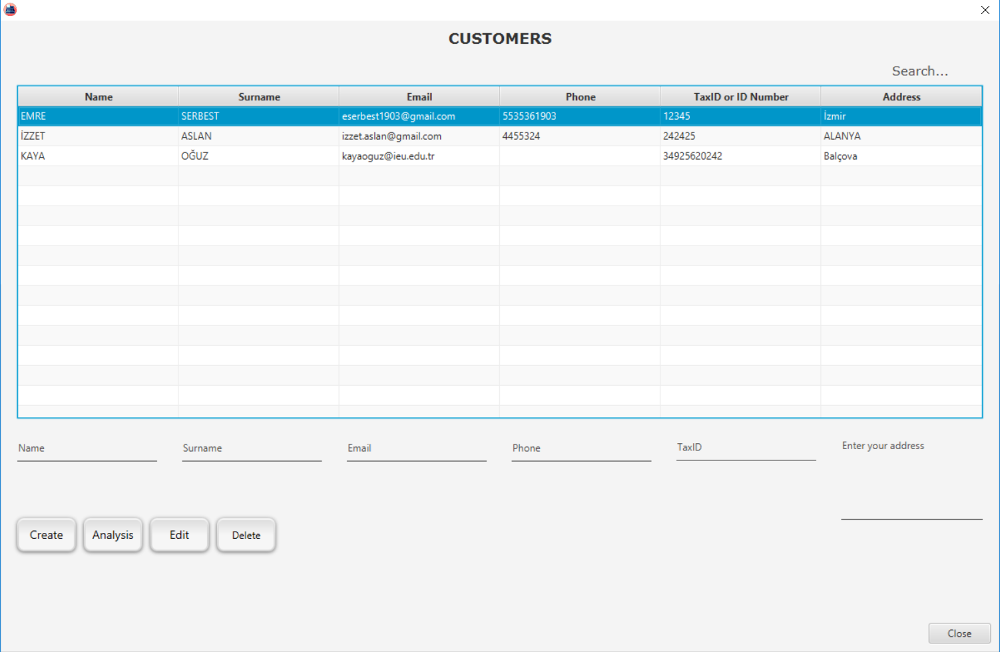 CUSTOMERS
Search...
Name Surname Email Phone TaxID or ID Number Address
EMRE SERBEST eserbest1903@gmail.com 5535361903 12345 İzmir
İZZET ASLAN izzet.aslan@gmail.com 4455324 242425 ALANYA
KAYA OĞUZ kayaoguz@ieu.edu.tr 34925620242 Balçova
Name Surname Email Phone TaxID Enter your address
Create Analysis Edit Delete
Close